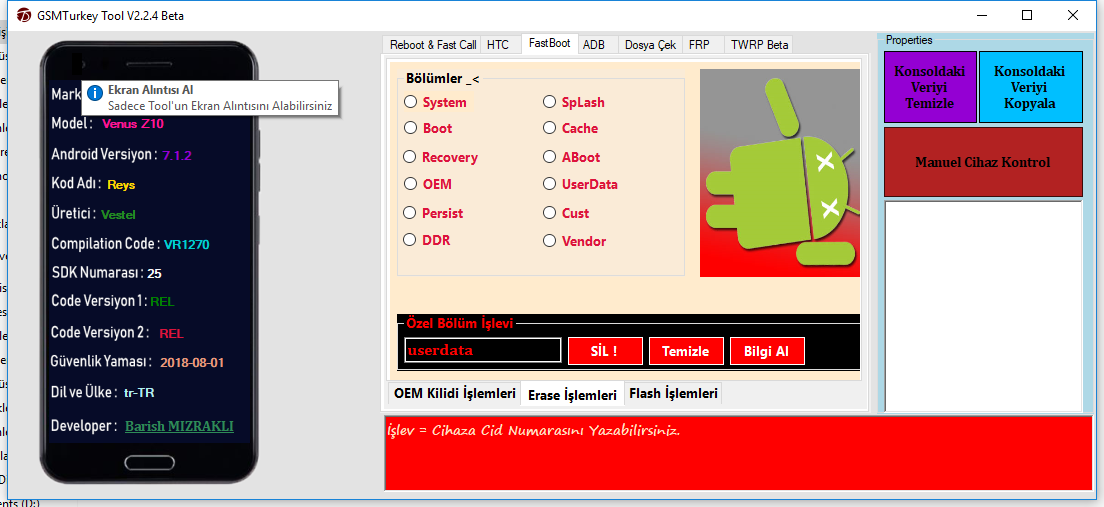 GSMTurkey Tool V2.2.4 Beta
Reboot & Fast Call HTC FastBoot ADB Dosya Çek FRP TWRP Beta
Properties
Mark
Ekran Alıntısı Al
Sadece Tool'un Ekran Alıntısını Alabilirsiniz
Model : Venus Z10
Android Versiyon : 7.1.2
Kod Adı : Reys
Üretici : Vestel
Compilation Code : VR1270
SDK Numarası : 25
Code Versiyon 1 : REL
Code Versiyon 2 : REL
Güvenlik Yaması : 2018-08-01
Dil ve Ülke : tr-TR
Developer : Barish MIZRAKLI
Bölümler _<
System SpLash
Boot Cache
Recovery ABoot
OEM UserData
Persist Cust
DDR Vendor
Özel Bölüm İşlevi
userdata SİL ! Temizle Bilgi Al
OEM Kilidi İşlemleri Erase İşlemleri Flash İşlemleri
Konsoldaki
Veriyi
Temizle
Konsoldaki
Veriyi
Kopyala
Manuel Cihaz Kontrol
İşlev = Cihaza Cid Numarasını Yazabilirsiniz.
ents (D:)